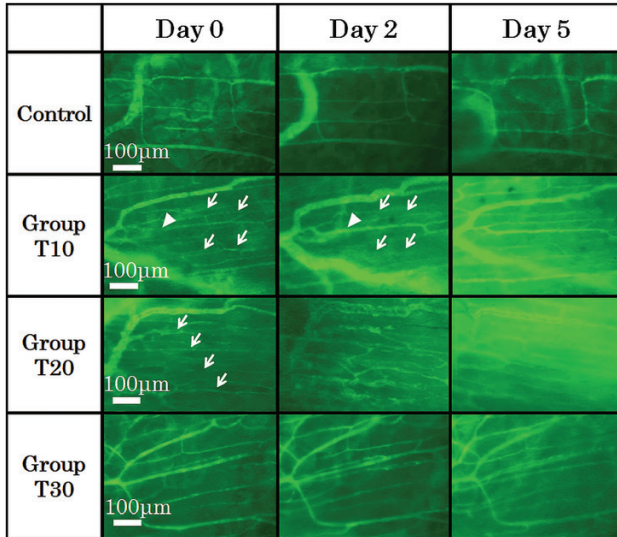 Day 0 Day 2 Day 5
Control
100μm
Group
T10
100μm
Group
T20
100μm
Group
T30
100μm